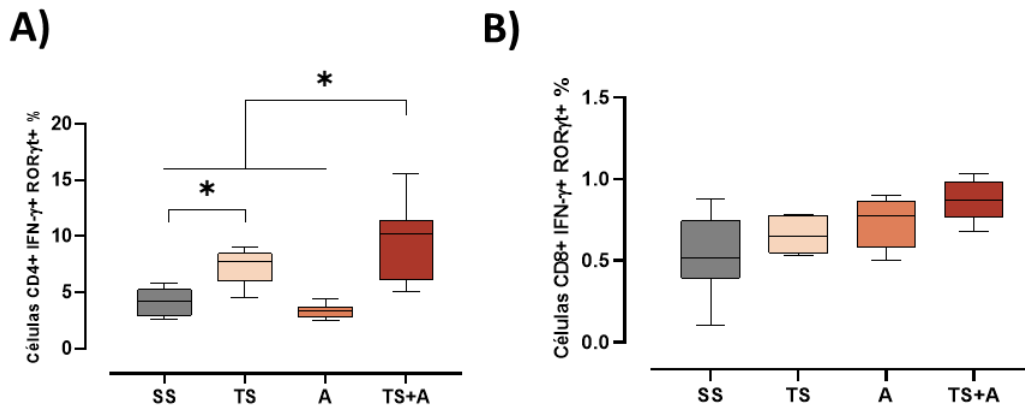 A)
Células CD4+ IFN-γ+ RORγt+ %
20
15
10
5
0
*
*
SS TS A TS+A
B)
Células CD8+ IFN-γ+ RORγt+ %
1.5
1.0
0.5
0.0
SS TS A TS+A